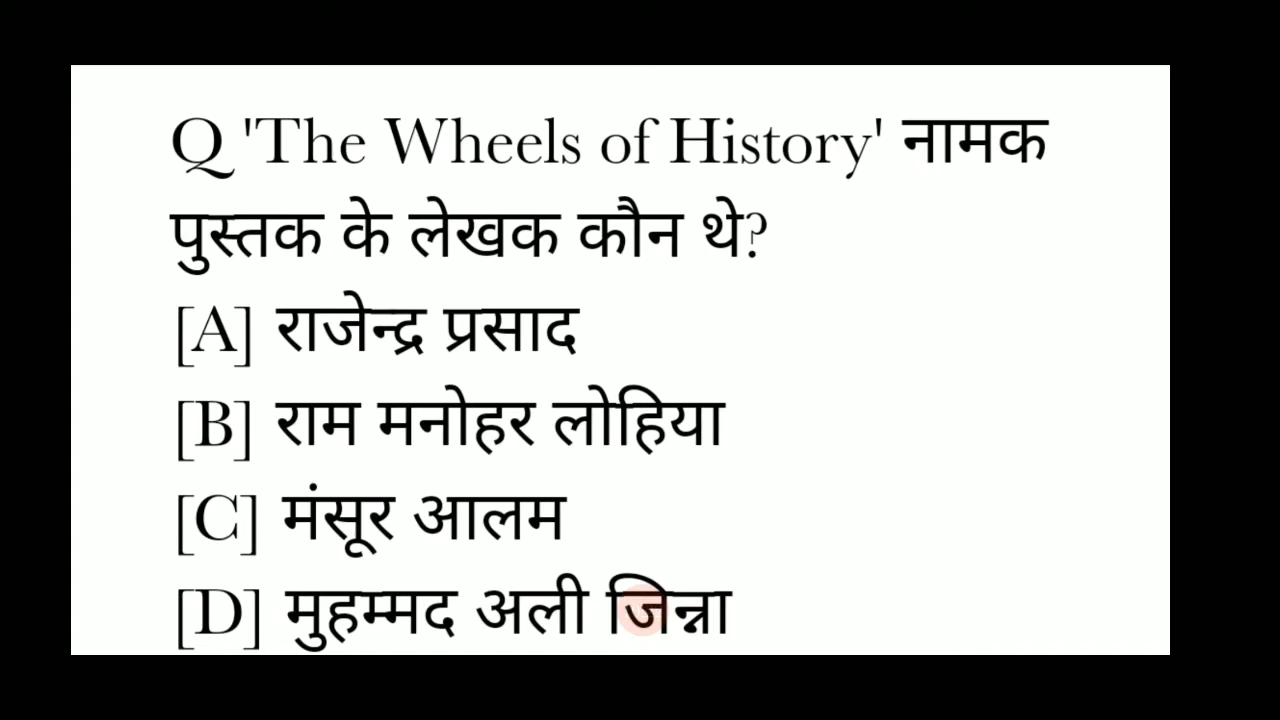 Q 'The Wheels of History' नामक
पुस्तक के लेखक कौन थे?
[A] राजेन्द्र प्रसाद
[B] राम मनोहर लोहिया
[C] मंसूर आलम
[D] मुहम्मद अली जिन्ना